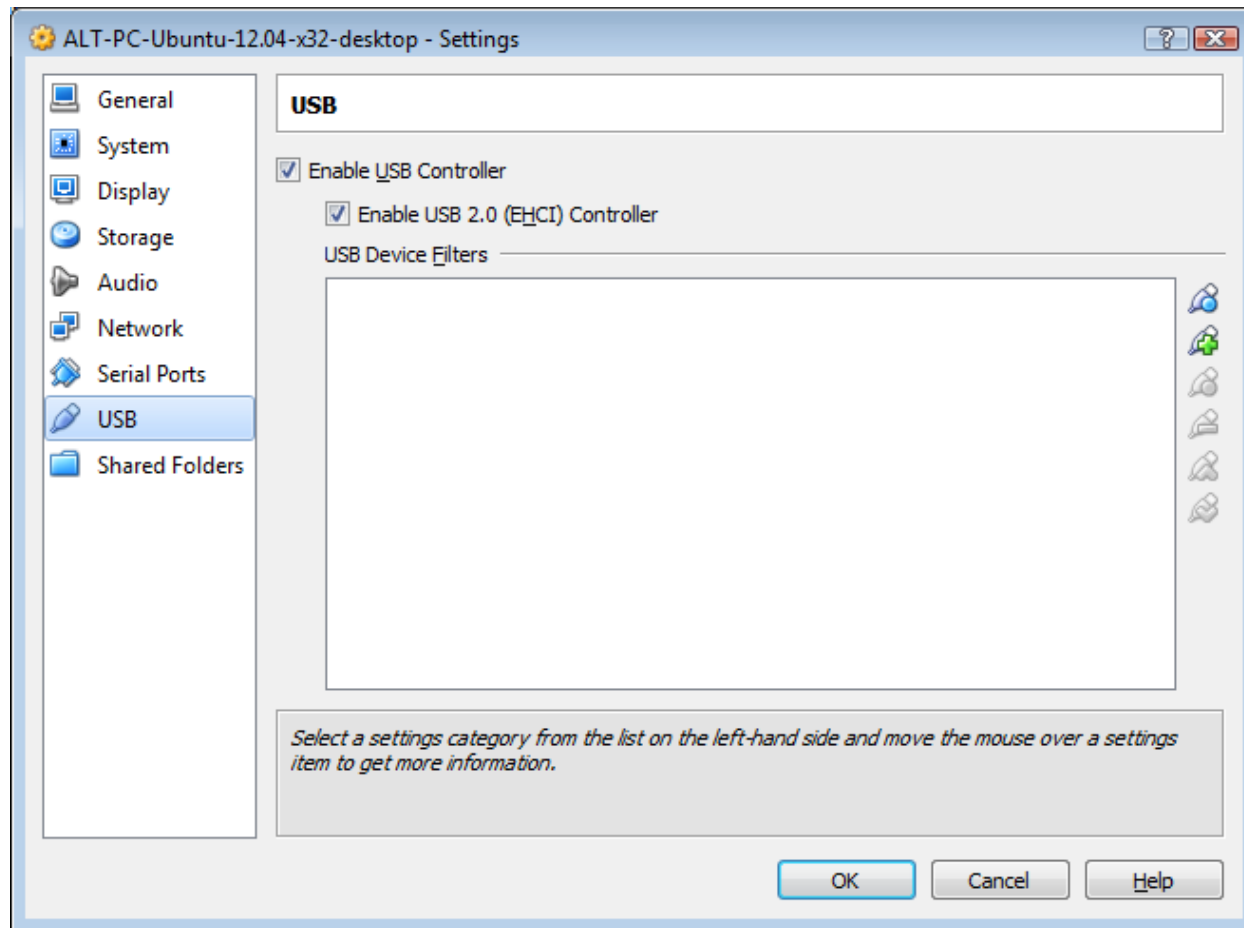 ALT-PC-Ubuntu-12.04-x32-desktop - Settings
General
System
Display
Storage
Audio
Network
Serial Ports
USB
Shared Folders
USB
Enable USB Controller
Enable USB 2.0 (EHCI) Controller
USB Device Filters
Select a settings category from the list on the left-hand side and move the mouse over a settings
item to get more information.
OK
Cancel
Help